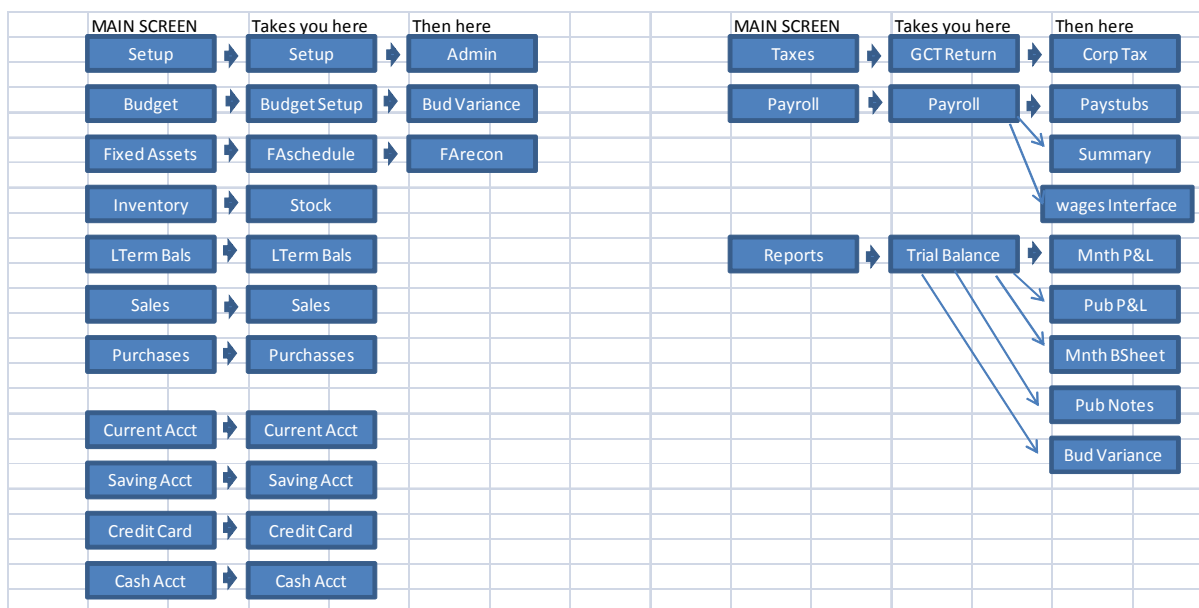 MAIN SCREEN Takes you here Then here
Setup Setup Admin
Budget Budget Setup Bud Variance
Fixed Assets FAschedule FArecon
Inventory Stock
LTerm Bals LTerm Bals
Sales Sales
Purchases Purchasses
Current Acct Current Acct
Saving Acct Saving Acct
Credit Card Credit Card
Cash Acct Cash Acct
MAIN SCREEN Takes you here Then here
Taxes GCT Return Corp Tax
Payroll Payroll Paystubs
Summary
wages Interface
Reports Trial Balance Mnth P&L
Pub P&L
Mnth BSheet
Pub Notes
Bud Variance